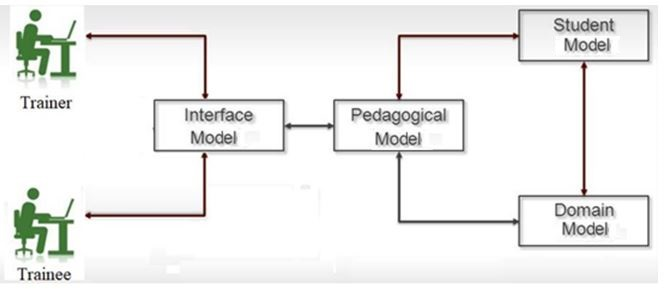 Trainer
Interface
Model
Pedagogical
Model
Student
Model
Domain
Model
Trainee